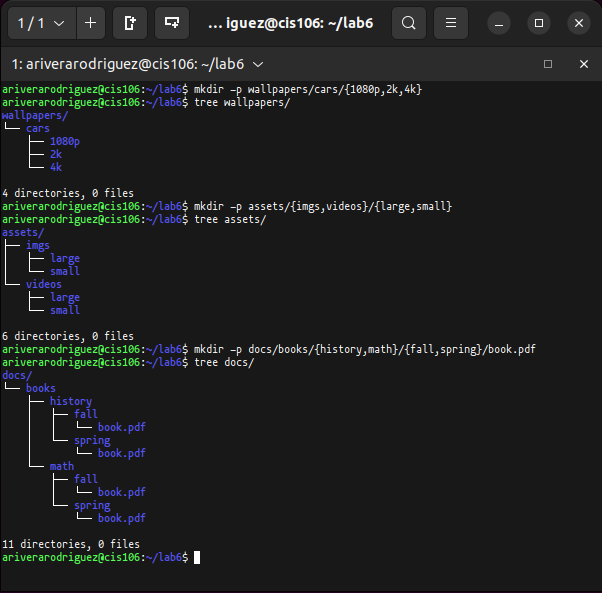 1 / 1
... iguez@cis106: ~/lab6
1: ariverarodriguez@cis106: ~/lab6
ariverarodriguez@cis106:~/lab6$ mkdir -p wallpapers/cars/{1080p,2k,4k}
ariverarodriguez@cis106:~/lab6$ tree wallpapers/
wallpapers/
└── cars
    ├── 1080p
    ├── 2k
    └── 4k
4 directories, 0 files
ariverarodriguez@cis106:~/lab6$ mkdir -p assets/{imgs,videos}/{large,small}
ariverarodriguez@cis106:~/lab6$ tree assets/
assets/
├── imgs
│   ├── large
│   └── small
└── videos
    ├── large
    └── small
6 directories, 0 files
ariverarodriguez@cis106:~/lab6$ mkdir -p docs/books/{history,math}/{fall,spring}/book.pdf
ariverarodriguez@cis106:~/lab6$ tree docs/
docs/
└── books
    ├── history
    │   ├── fall
    │   │   └── book.pdf
    │   └── spring
    │       └── book.pdf
    └── math
        ├── fall
        │   └── book.pdf
        └── spring
            └── book.pdf
11 directories, 0 files
ariverarodriguez@cis106:~/lab6$